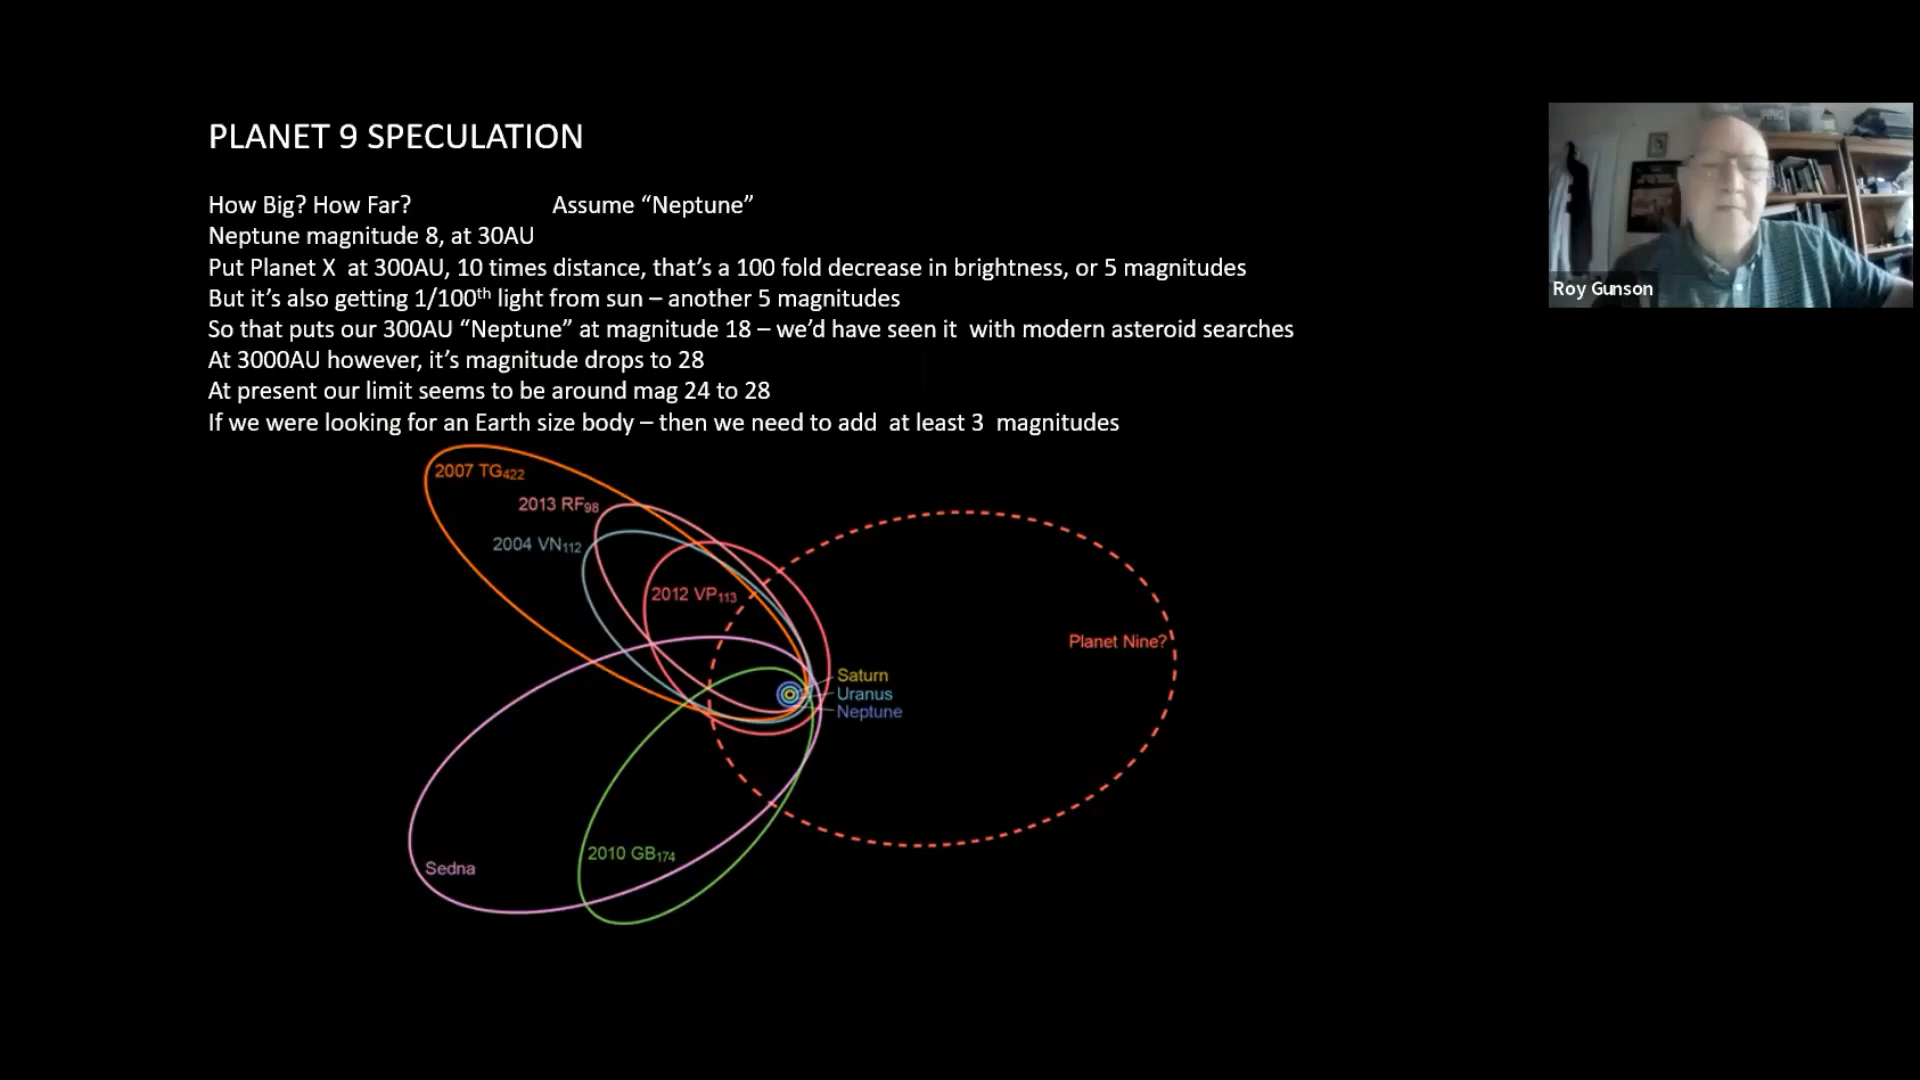 PLANET 9 SPECULATION
How Big? How Far? Assume “Neptune”
Neptune magnitude 8, at 30AU
Put Planet X at 300AU, 10 times distance, that’s a 100 fold decrease in brightness, or 5 magnitudes
But it’s also getting 1/100th light from sun – another 5 magnitudes
So that puts our 300AU “Neptune” at magnitude 18 – we’d have seen it with modern asteroid searches
At 3000AU however, it’s magnitude drops to 28
At present our limit seems to be around mag 24 to 28
If we were looking for an Earth size body – then we need to add at least 3 magnitudes
Roy Gunson
2007 TG422
2013 RF98
2004 VN112
2012 VP113
Planet Nine?
Saturn
Uranus
Neptune
2010 GB174
Sedna